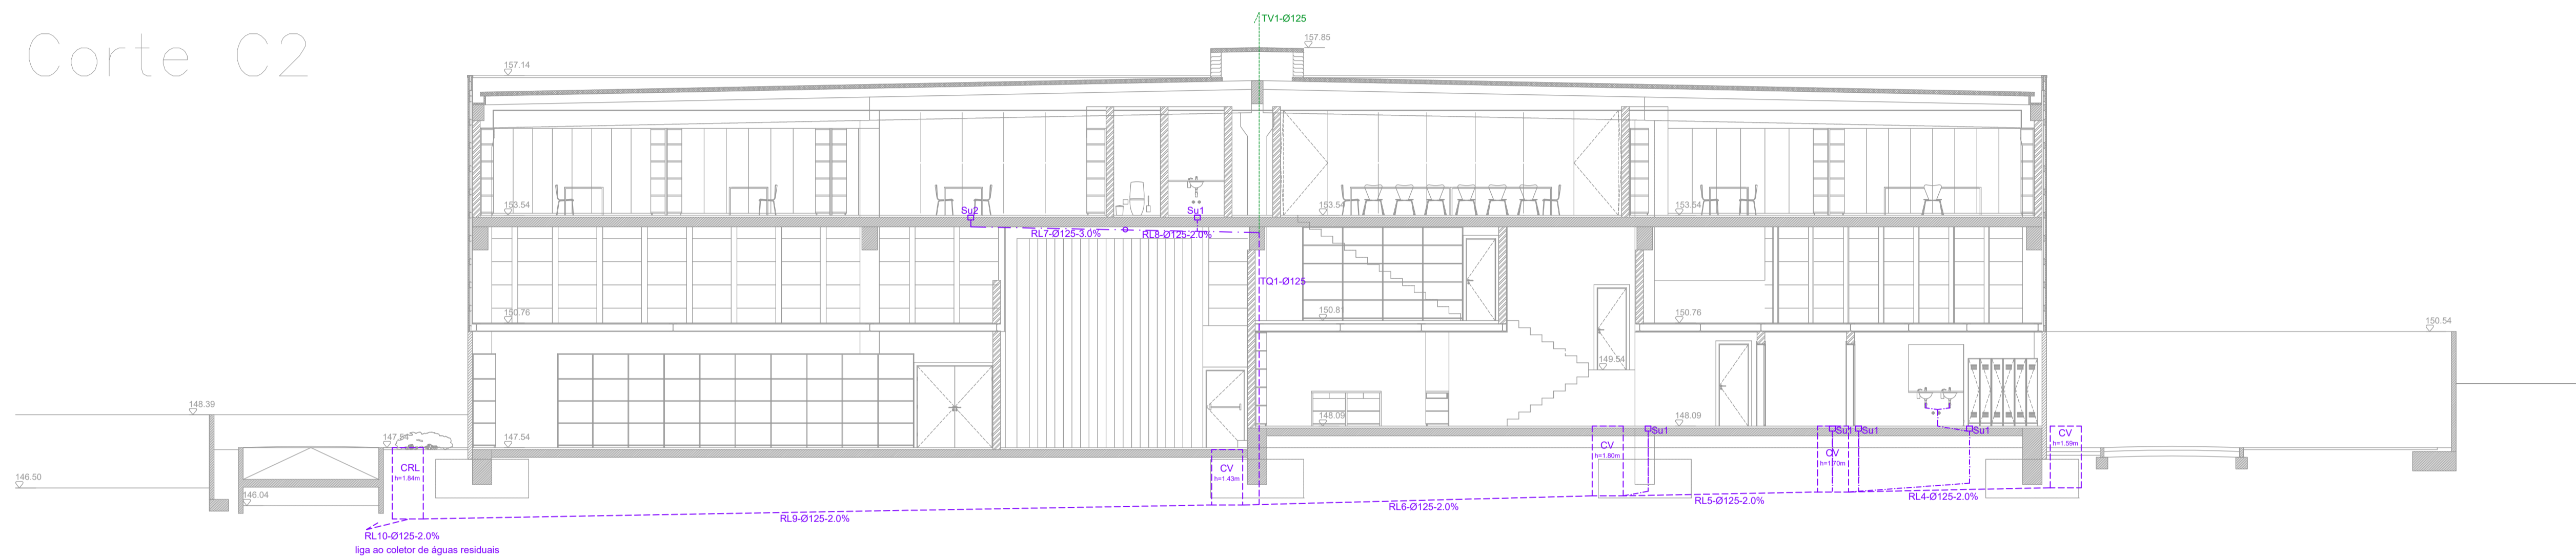 TV1-Ø125
Corte C2
157.85
157.14
153.54
Su2
Su1
153.54
153.54
RL7-Ø125-3.0%
RL8-Ø125-2.0%
TQ1-Ø125
150.76
150.81
150.76
150.54
149.54
148.39
148.09
148.09
147.54
147.54
Su1
Su1
Su1
Su1
CV
h=1.59m
CV
h=1.80m
CV
h=1.70m
CRL
h=1.84m
CV
h=1.43m
146.50
146.04
RL4-Ø125-2.0%
RL5-Ø125-2.0%
RL6-Ø125-2.0%
RL9-Ø125-2.0%
RL10-Ø125-2.0%
liga ao coletor de águas residuais